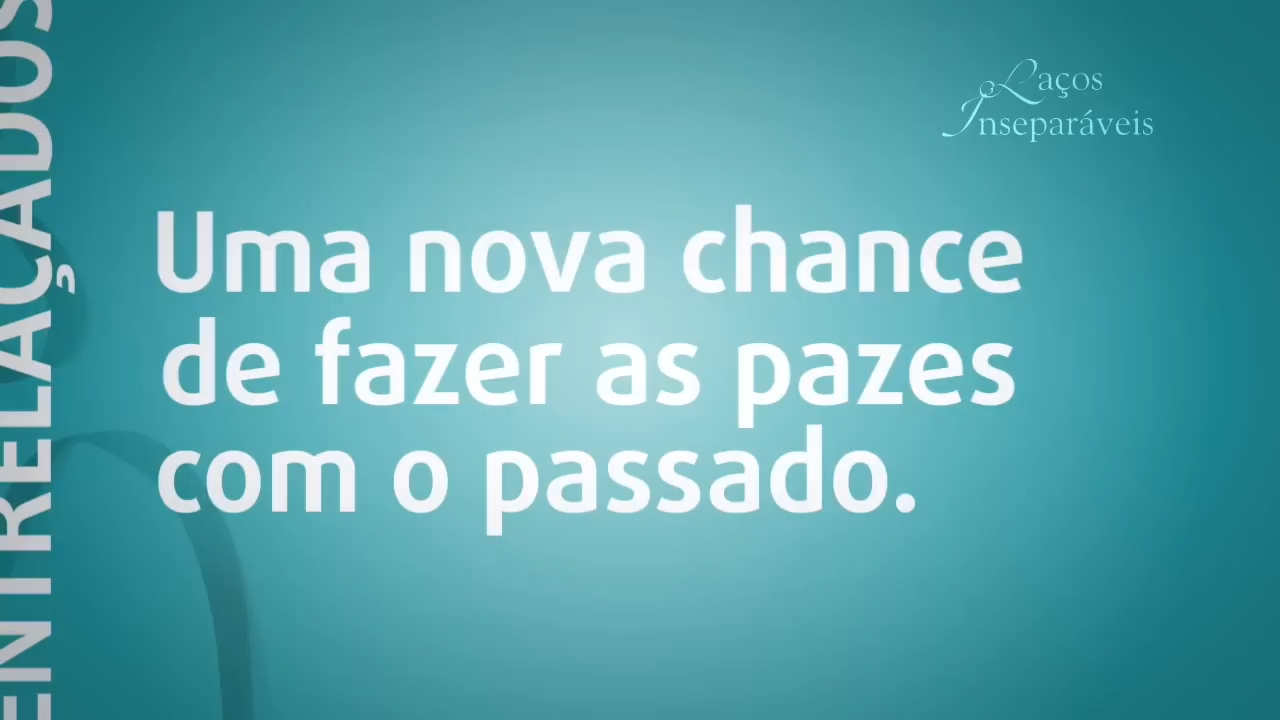 ENTRELAÇADOS
Laços
Inseparáveis
Uma nova chance
de fazer as pazes
com o passado.